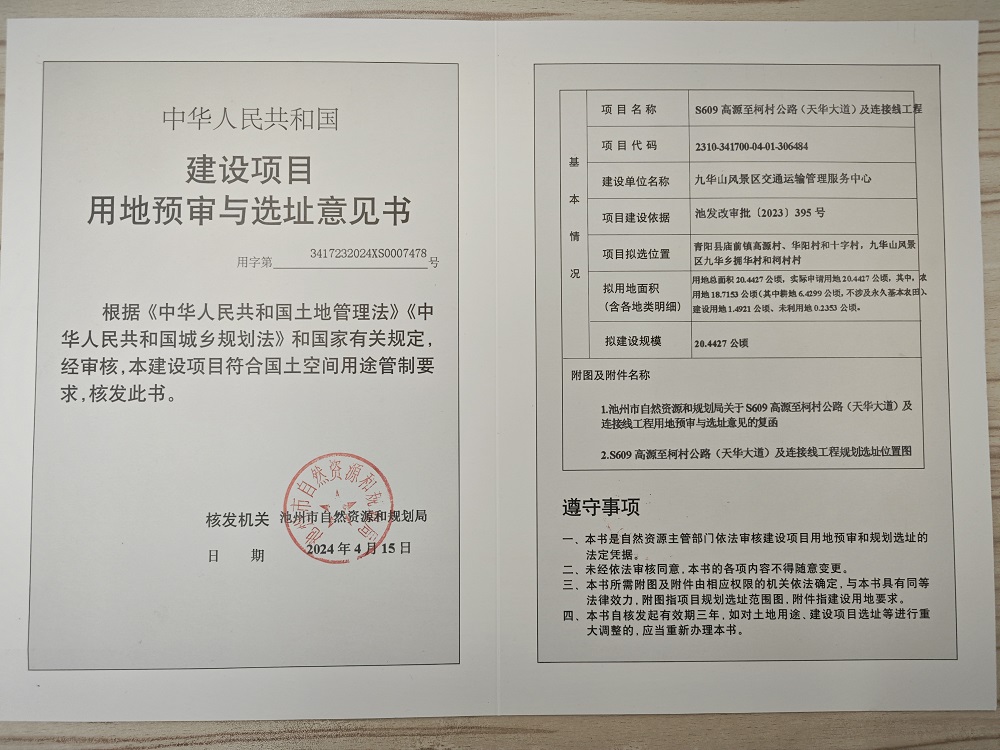 中华人民共和国
建设项目
用地预审与选址意见书
用字第 3417232024XS0007478 号
根据《中华人民共和国土地管理法》《中
华人民共和国城乡规划法》和国家有关规定，
经审核，本建设项目符合国土空间用途管制要
求，核发此书。
核发机关 池州市自然资源和规划局
日 期 2024 年 4 月 15 日
池州市自然资源和规划局
基本情况
项目名称 S609 高源至柯村公路（天华大道）及连接线工程
项目代码 2310-341700-04-01-306484
建设单位名称 九华山风景区交通运输管理服务中心
项目建设依据 池发改审批〔2023〕395 号
项目拟选位置 青阳县庙前镇高源村、华阳村和十字村，九华山风景
区九华乡拥华村和柯村村
拟用地面积
（含各地类明细）
用地总面积 20.4427 公顷，实际申请用地 20.4427 公顷，其中，农
用地 18.7153 公顷（其中耕地 6.4299 公顷，不涉及永久基本农田）、
建设用地 1.4921 公顷、未利用地 0.2353 公顷。
拟建设规模 20.4427 公顷
附图及附件名称
1.池州市自然资源和规划局关于 S609 高源至柯村公路（天华大道）及
连接线工程用地预审与选址意见的复函
2.S609 高源至柯村公路（天华大道）及连接线工程规划选址位置图
遵守事项
一、本书是自然资源主管部门依法审核建设项目用地预审和规划选址的
法定凭据。
二、未经依法审核同意，本书的各项内容不得随意变更。
三、本书所需附图及附件由相应权限的机关依法确定，与本书具有同等
法律效力，附图指项目规划选址范围图，附件指建设用地要求。
四、本书自核发起有效期三年，如对土地用途、建设项目选址等进行重
大调整的，应当重新办理本书。